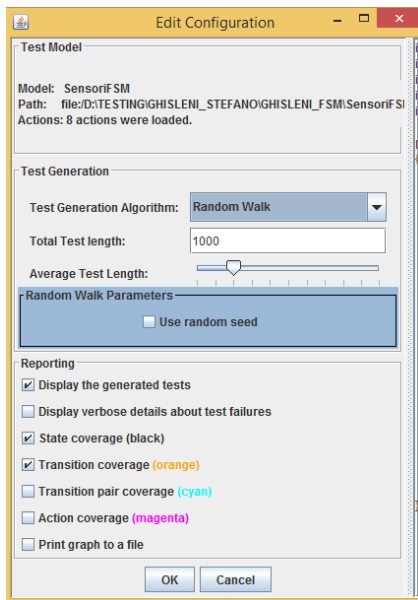 Edit Configuration
Test Model
Model: SensoriFSM
Path: file:/D:\TESTING\GHISLENI_STEFANO\GHISLENI_FSM\SensoriFS
Actions: 8 actions were loaded.
Test Generation
Test Generation Algorithm: Random Walk
Total Test length: 1000
Average Test Length:
Random Walk Parameters
Use random seed
Reporting
Display the generated tests
Display verbose details about test failures
State coverage (black)
Transition coverage (orange)
Transition pair coverage (cyan)
Action coverage (magenta)
Print graph to a file
OK Cancel